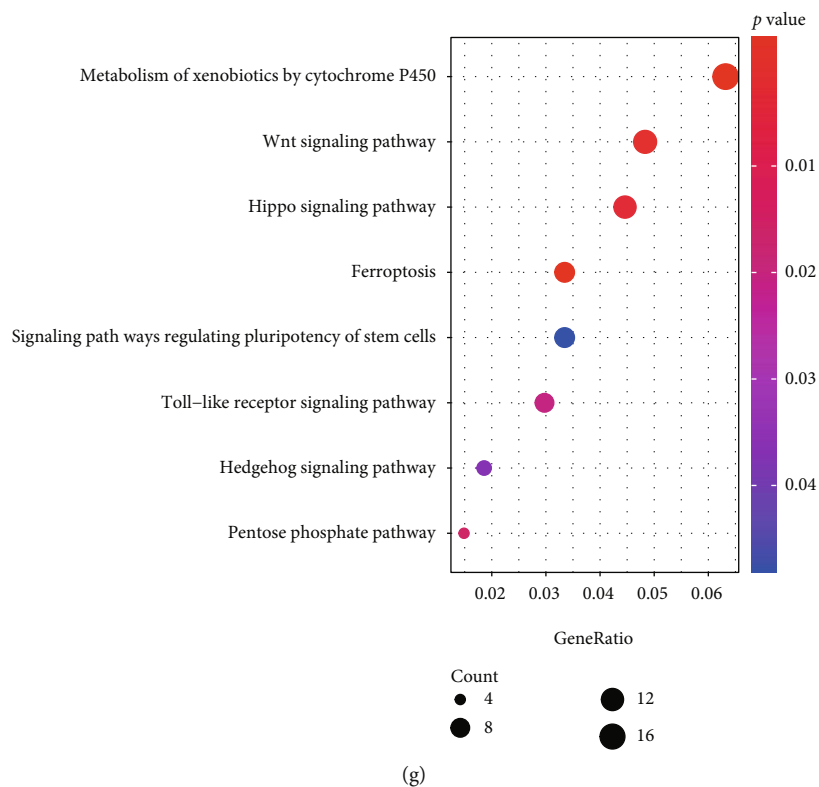 p value
Metabolism of xenobiotics by cytochrome P450
Wnt signaling pathway
0.01
Hippo signaling pathway
Ferroptosis
0.02
Signaling path ways regulating pluripotency of stem cells
0.03
Toll−like receptor signaling pathway
Hedgehog signaling pathway
0.04
Pentose phosphate pathway
0.02 0.03 0.04 0.05 0.06
GeneRatio
Count
4 12
8 16
(g)